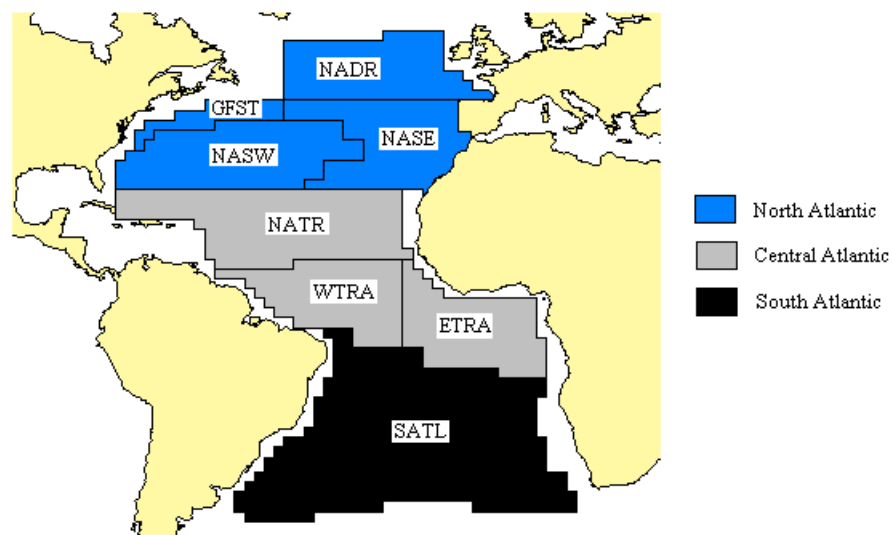 NADR
GFST
NASE
NASW
NATR
WTRA
ETRA
SATL
North Atlantic
Central Atlantic
South Atlantic